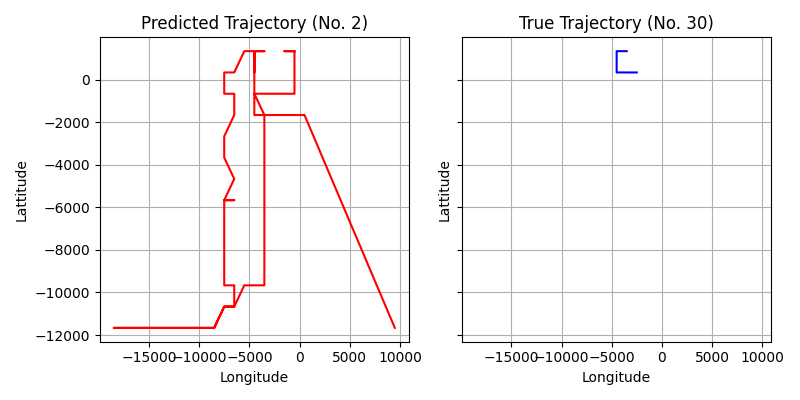 Predicted Trajectory (No. 2)
True Trajectory (No. 30)
Lattitude
0
−2000
−4000
−6000
−8000
−10000
−12000
−15000 −10000 −5000 0 5000 10000
Longitude
Lattitude
−15000 −10000 −5000 0 5000 10000
Longitude